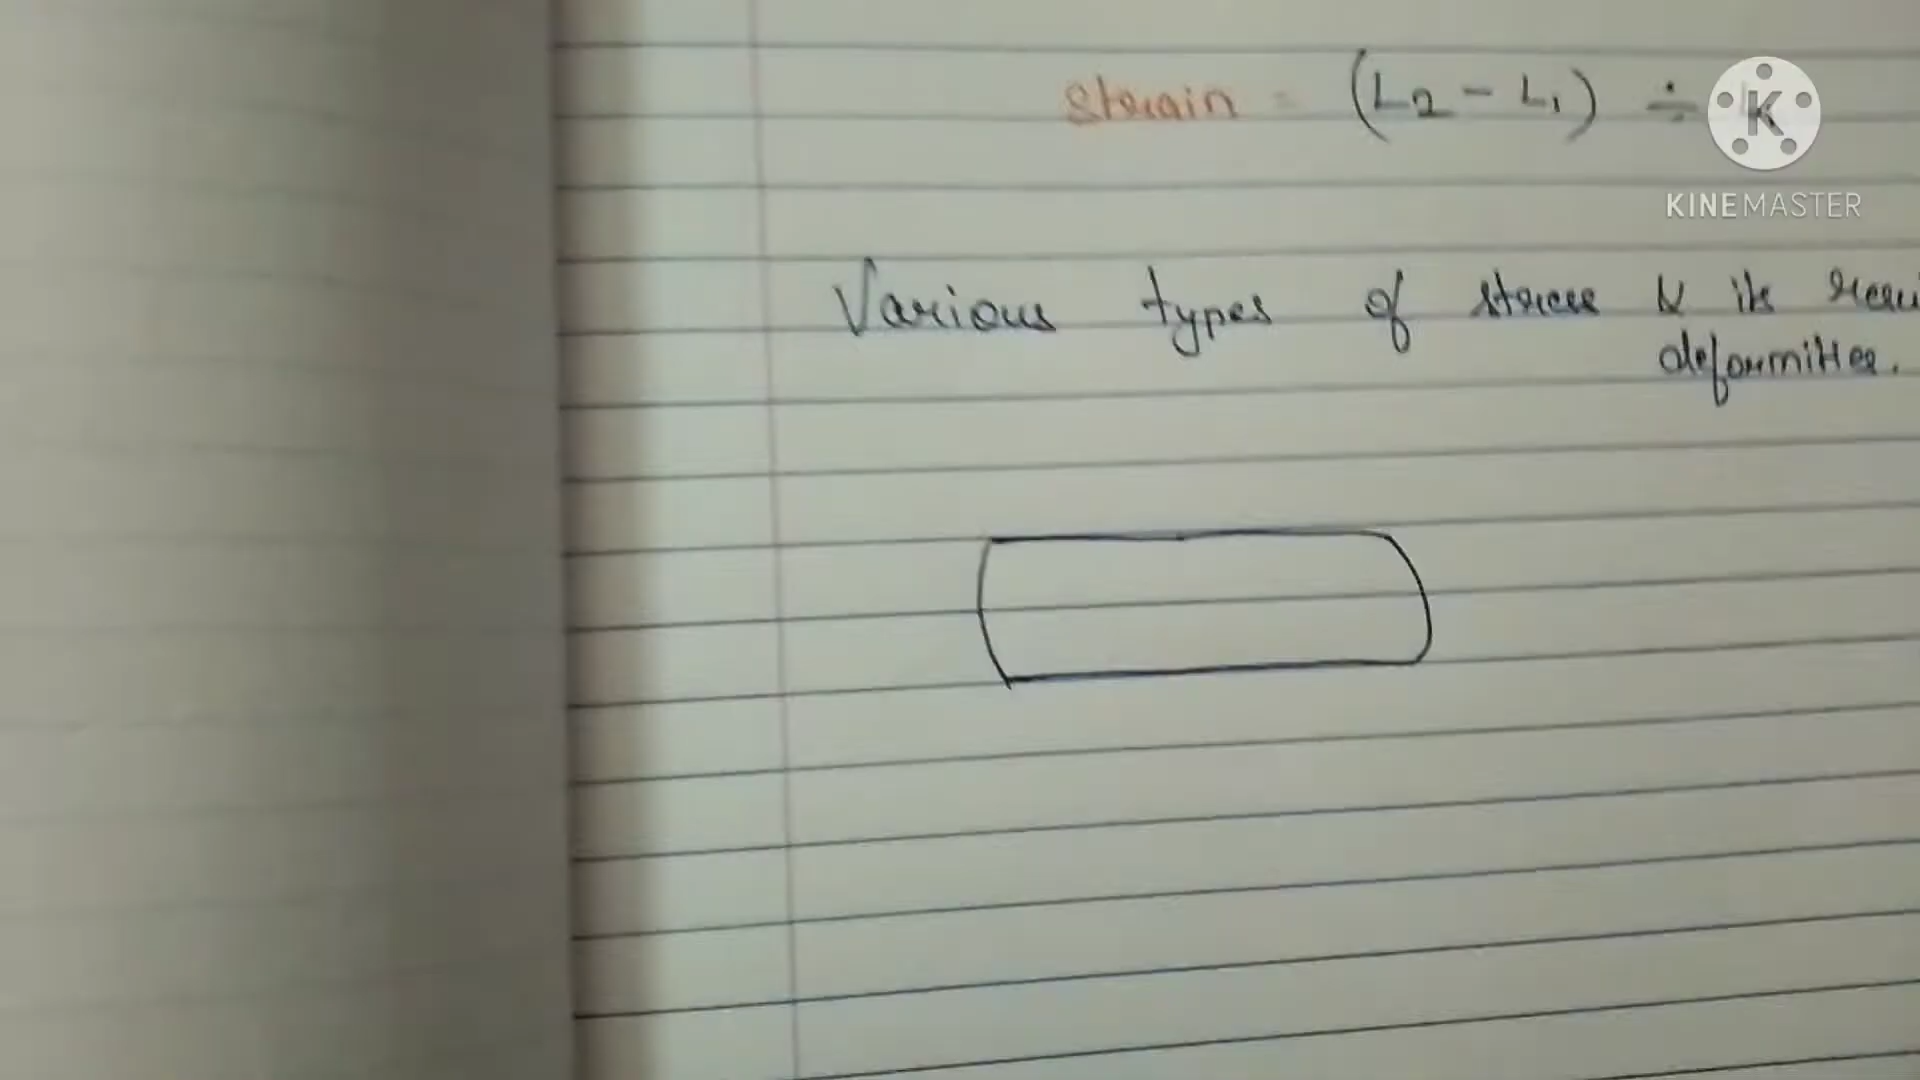 Strain = (L2 - L1) ÷
K
KINEMASTER
Various types of stress & its
deformities.